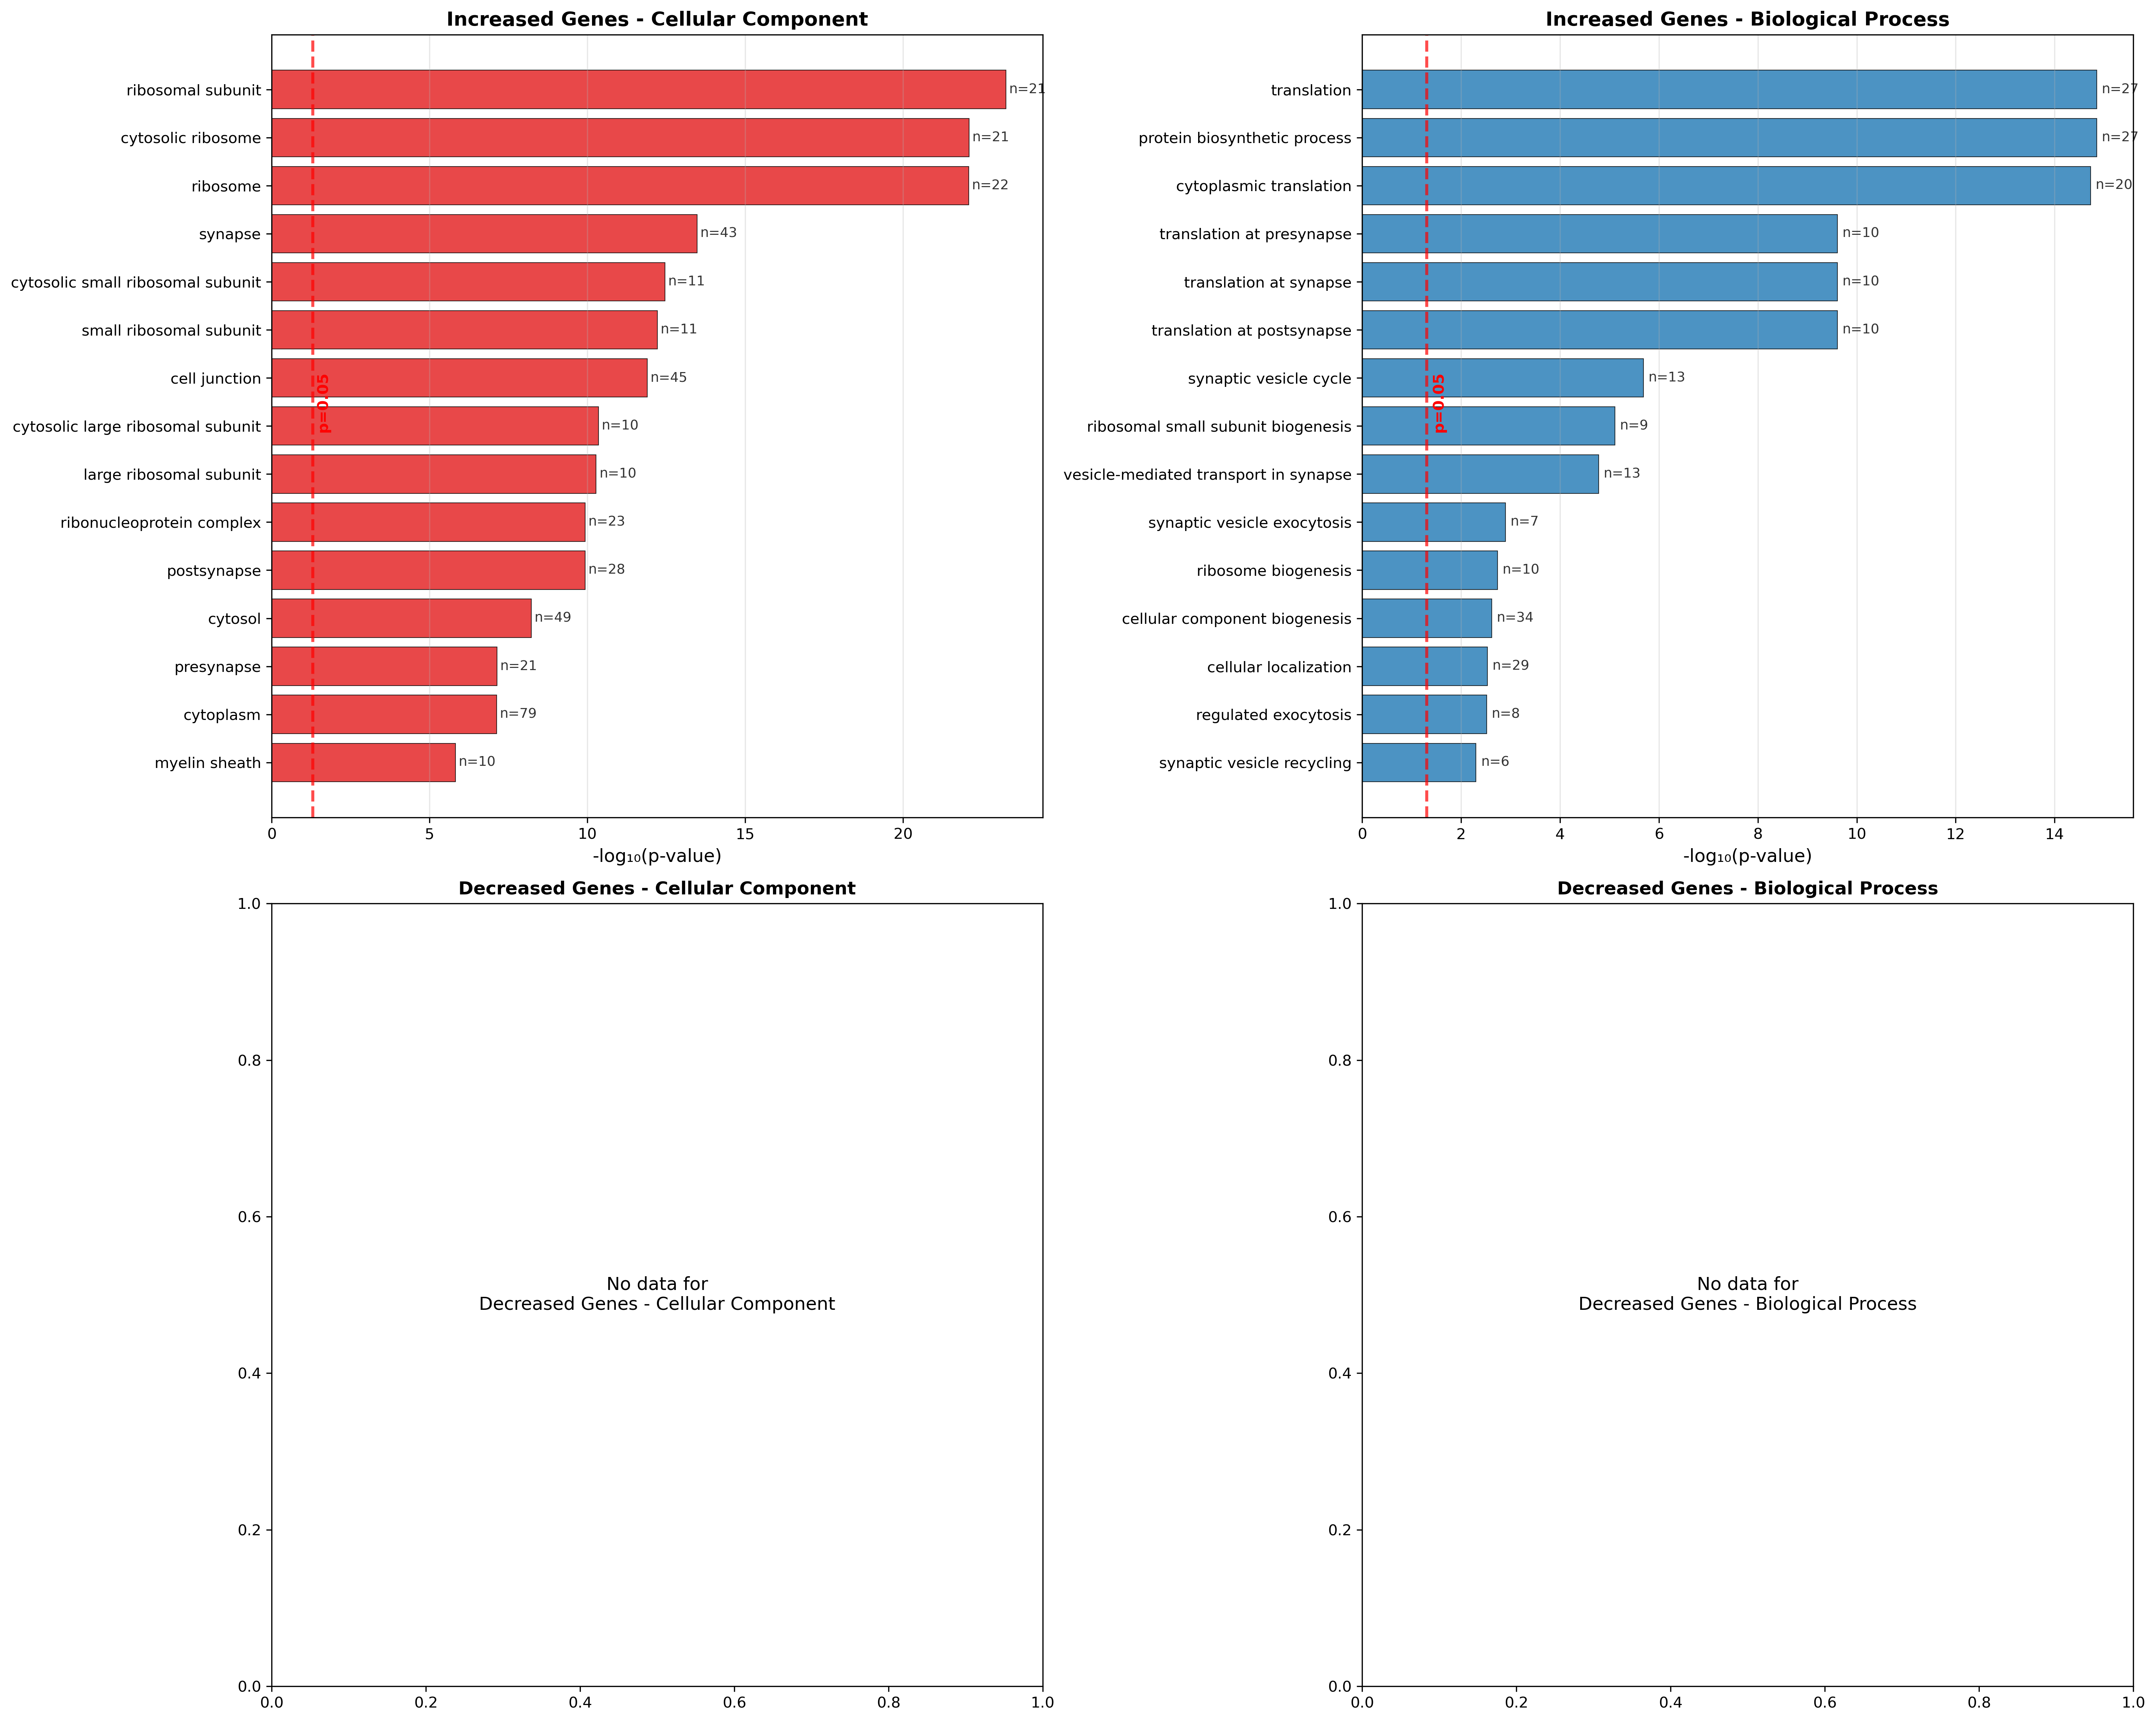 Increased Genes - Cellular Component
ribosomal subunit
n=21
cytosolic ribosome
n=21
ribosome
n=22
synapse
n=43
cytosolic small ribosomal subunit
n=11
small ribosomal subunit
n=11
cell junction
n=45
p=0.05
cytosolic large ribosomal subunit
n=10
large ribosomal subunit
n=10
ribonucleoprotein complex
n=23
postsynapse
n=28
cytosol
n=49
presynapse
n=21
cytoplasm
n=79
myelin sheath
n=10
0 5 10 15 20
-log₁₀(p-value)
Increased Genes - Biological Process
translation
n=27
protein biosynthetic process
n=27
cytoplasmic translation
n=20
translation at presynapse
n=10
translation at synapse
n=10
translation at postsynapse
n=10
synaptic vesicle cycle
n=13
p=0.05
ribosomal small subunit biogenesis
n=9
vesicle-mediated transport in synapse
n=13
synaptic vesicle exocytosis
n=7
ribosome biogenesis
n=10
cellular component biogenesis
n=34
cellular localization
n=29
regulated exocytosis
n=8
synaptic vesicle recycling
n=6
0 2 4 6 8 10 12 14
-log₁₀(p-value)
Decreased Genes - Cellular Component
1.0
0.8
0.6
0.4
0.2
0.0
No data for
Decreased Genes - Cellular Component
0.0 0.2 0.4 0.6 0.8 1.0
Decreased Genes - Biological Process
1.0
0.8
0.6
0.4
0.2
0.0
No data for
Decreased Genes - Biological Process
0.0 0.2 0.4 0.6 0.8 1.0